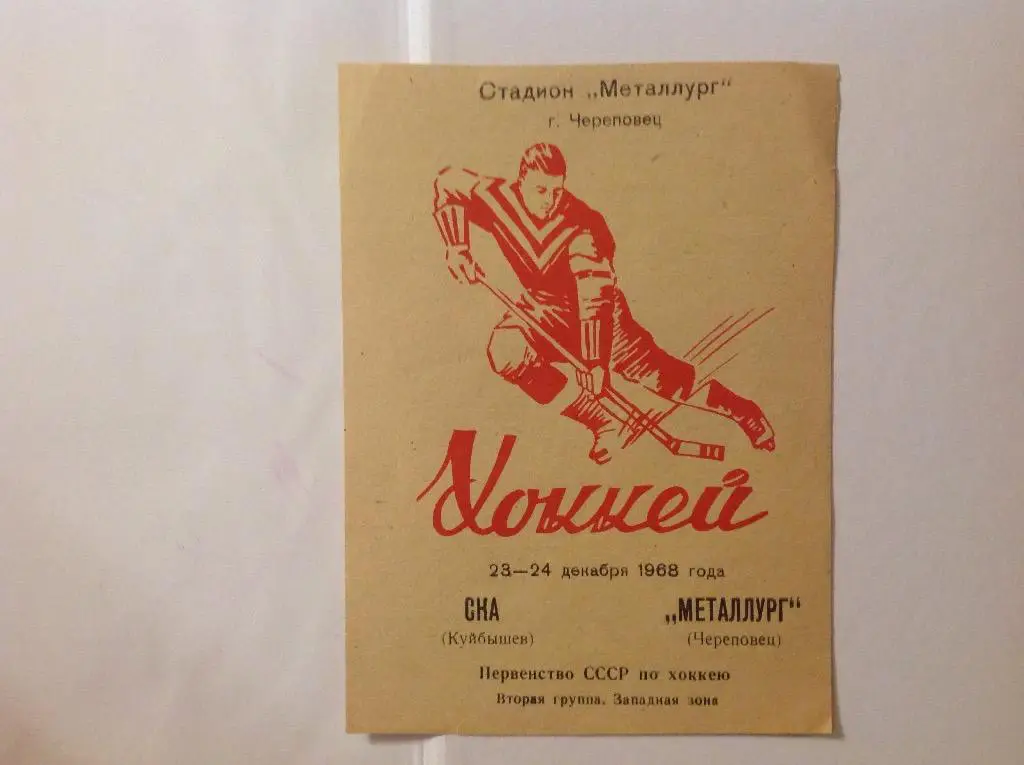 Стадион „Металлург"
г. Череповец
Хоккей
23—24 декабря 1968 года
СКА „МЕТАЛЛУРГ"
(Куйбышев) (Череповец)
Первенство СССР по хоккею
Вторая группа. Западная зона